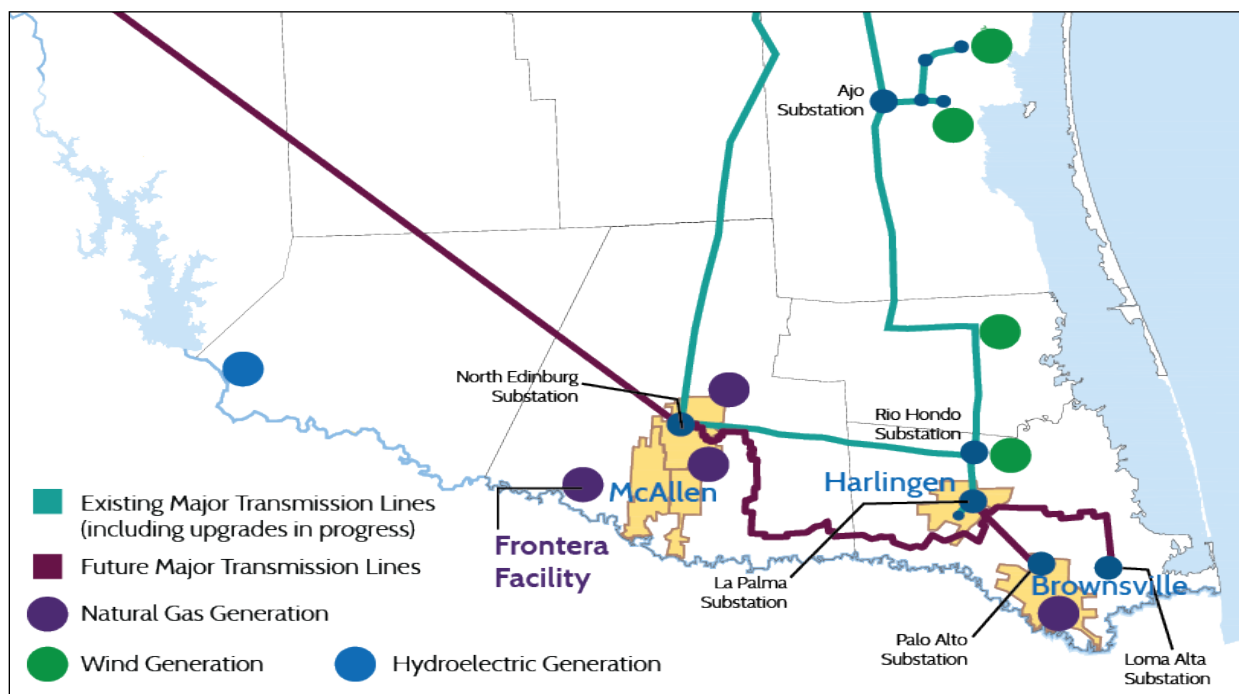 Ajo
Substation
North Edinburg
Substation
Rio Hondo
Substation
McAllen
Harlingen
Existing Major Transmission Lines
(including upgrades in progress)
Frontera
Facility
Future Major Transmission Lines
La Palma
Substation
Brownsville
Natural Gas Generation
Palo Alto
Substation
Loma Alta
Substation
Wind Generation
Hydroelectric Generation